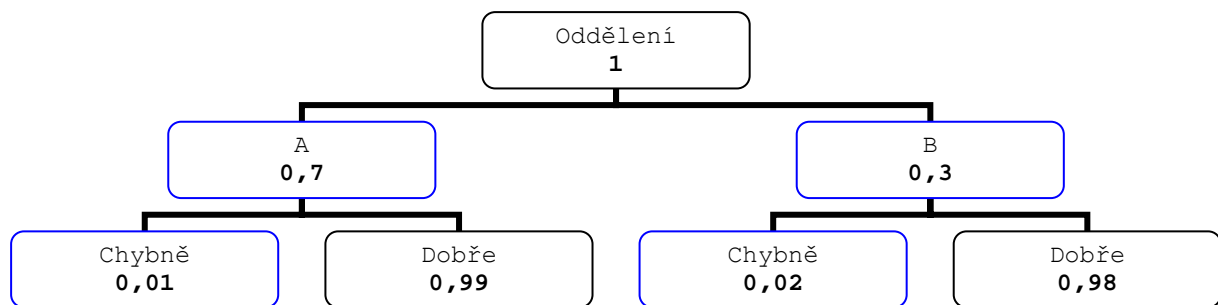 Oddělení
1
A
0,7
B
0,3
Chybně
0,01
Dobře
0,99
Chybně
0,02
Dobře
0,98